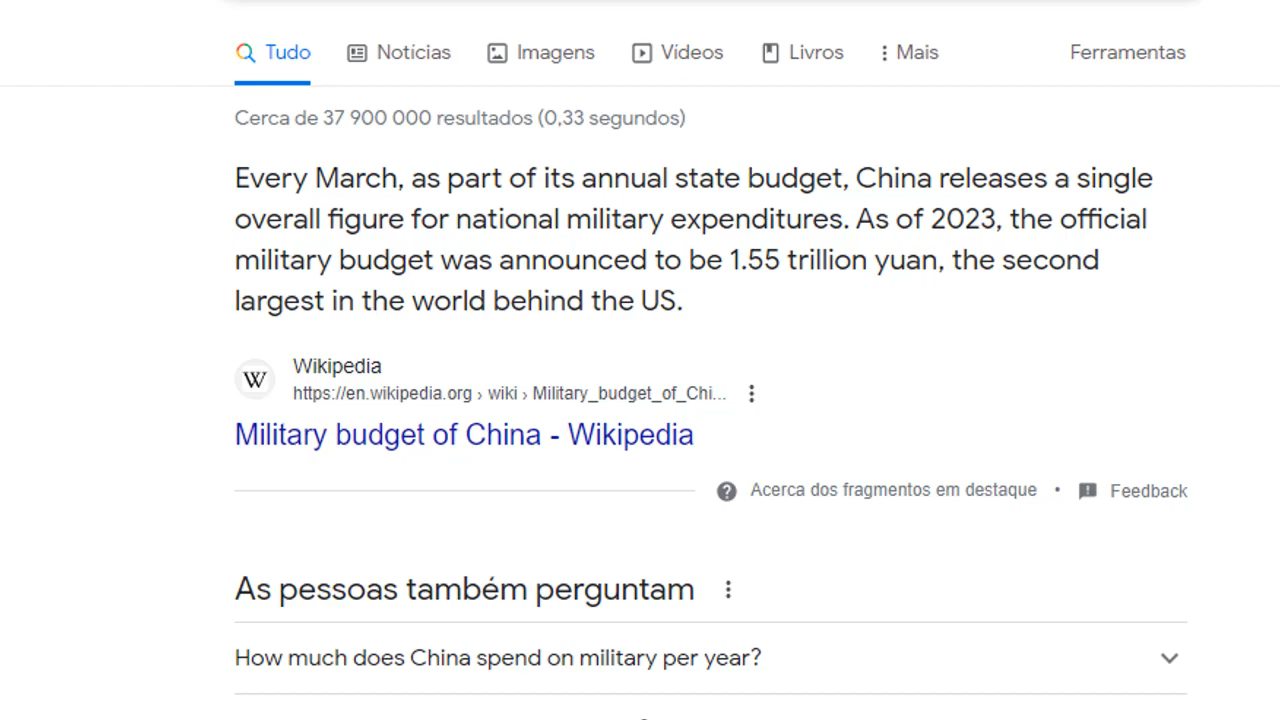 Tudo Notícias Imagens Vídeos Livros Mais Ferramentas
Cerca de 37 900 000 resultados (0,33 segundos)
Every March, as part of its annual state budget, China releases a single
overall figure for national military expenditures. As of 2023, the official
military budget was announced to be 1.55 trillion yuan, the second
largest in the world behind the US.
W
Wikipedia
https://en.wikipedia.org › wiki › Military_budget_of_Chi...
Military budget of China - Wikipedia
Acerca dos fragmentos em destaque • Feedback
As pessoas também perguntam
How much does China spend on military per year?